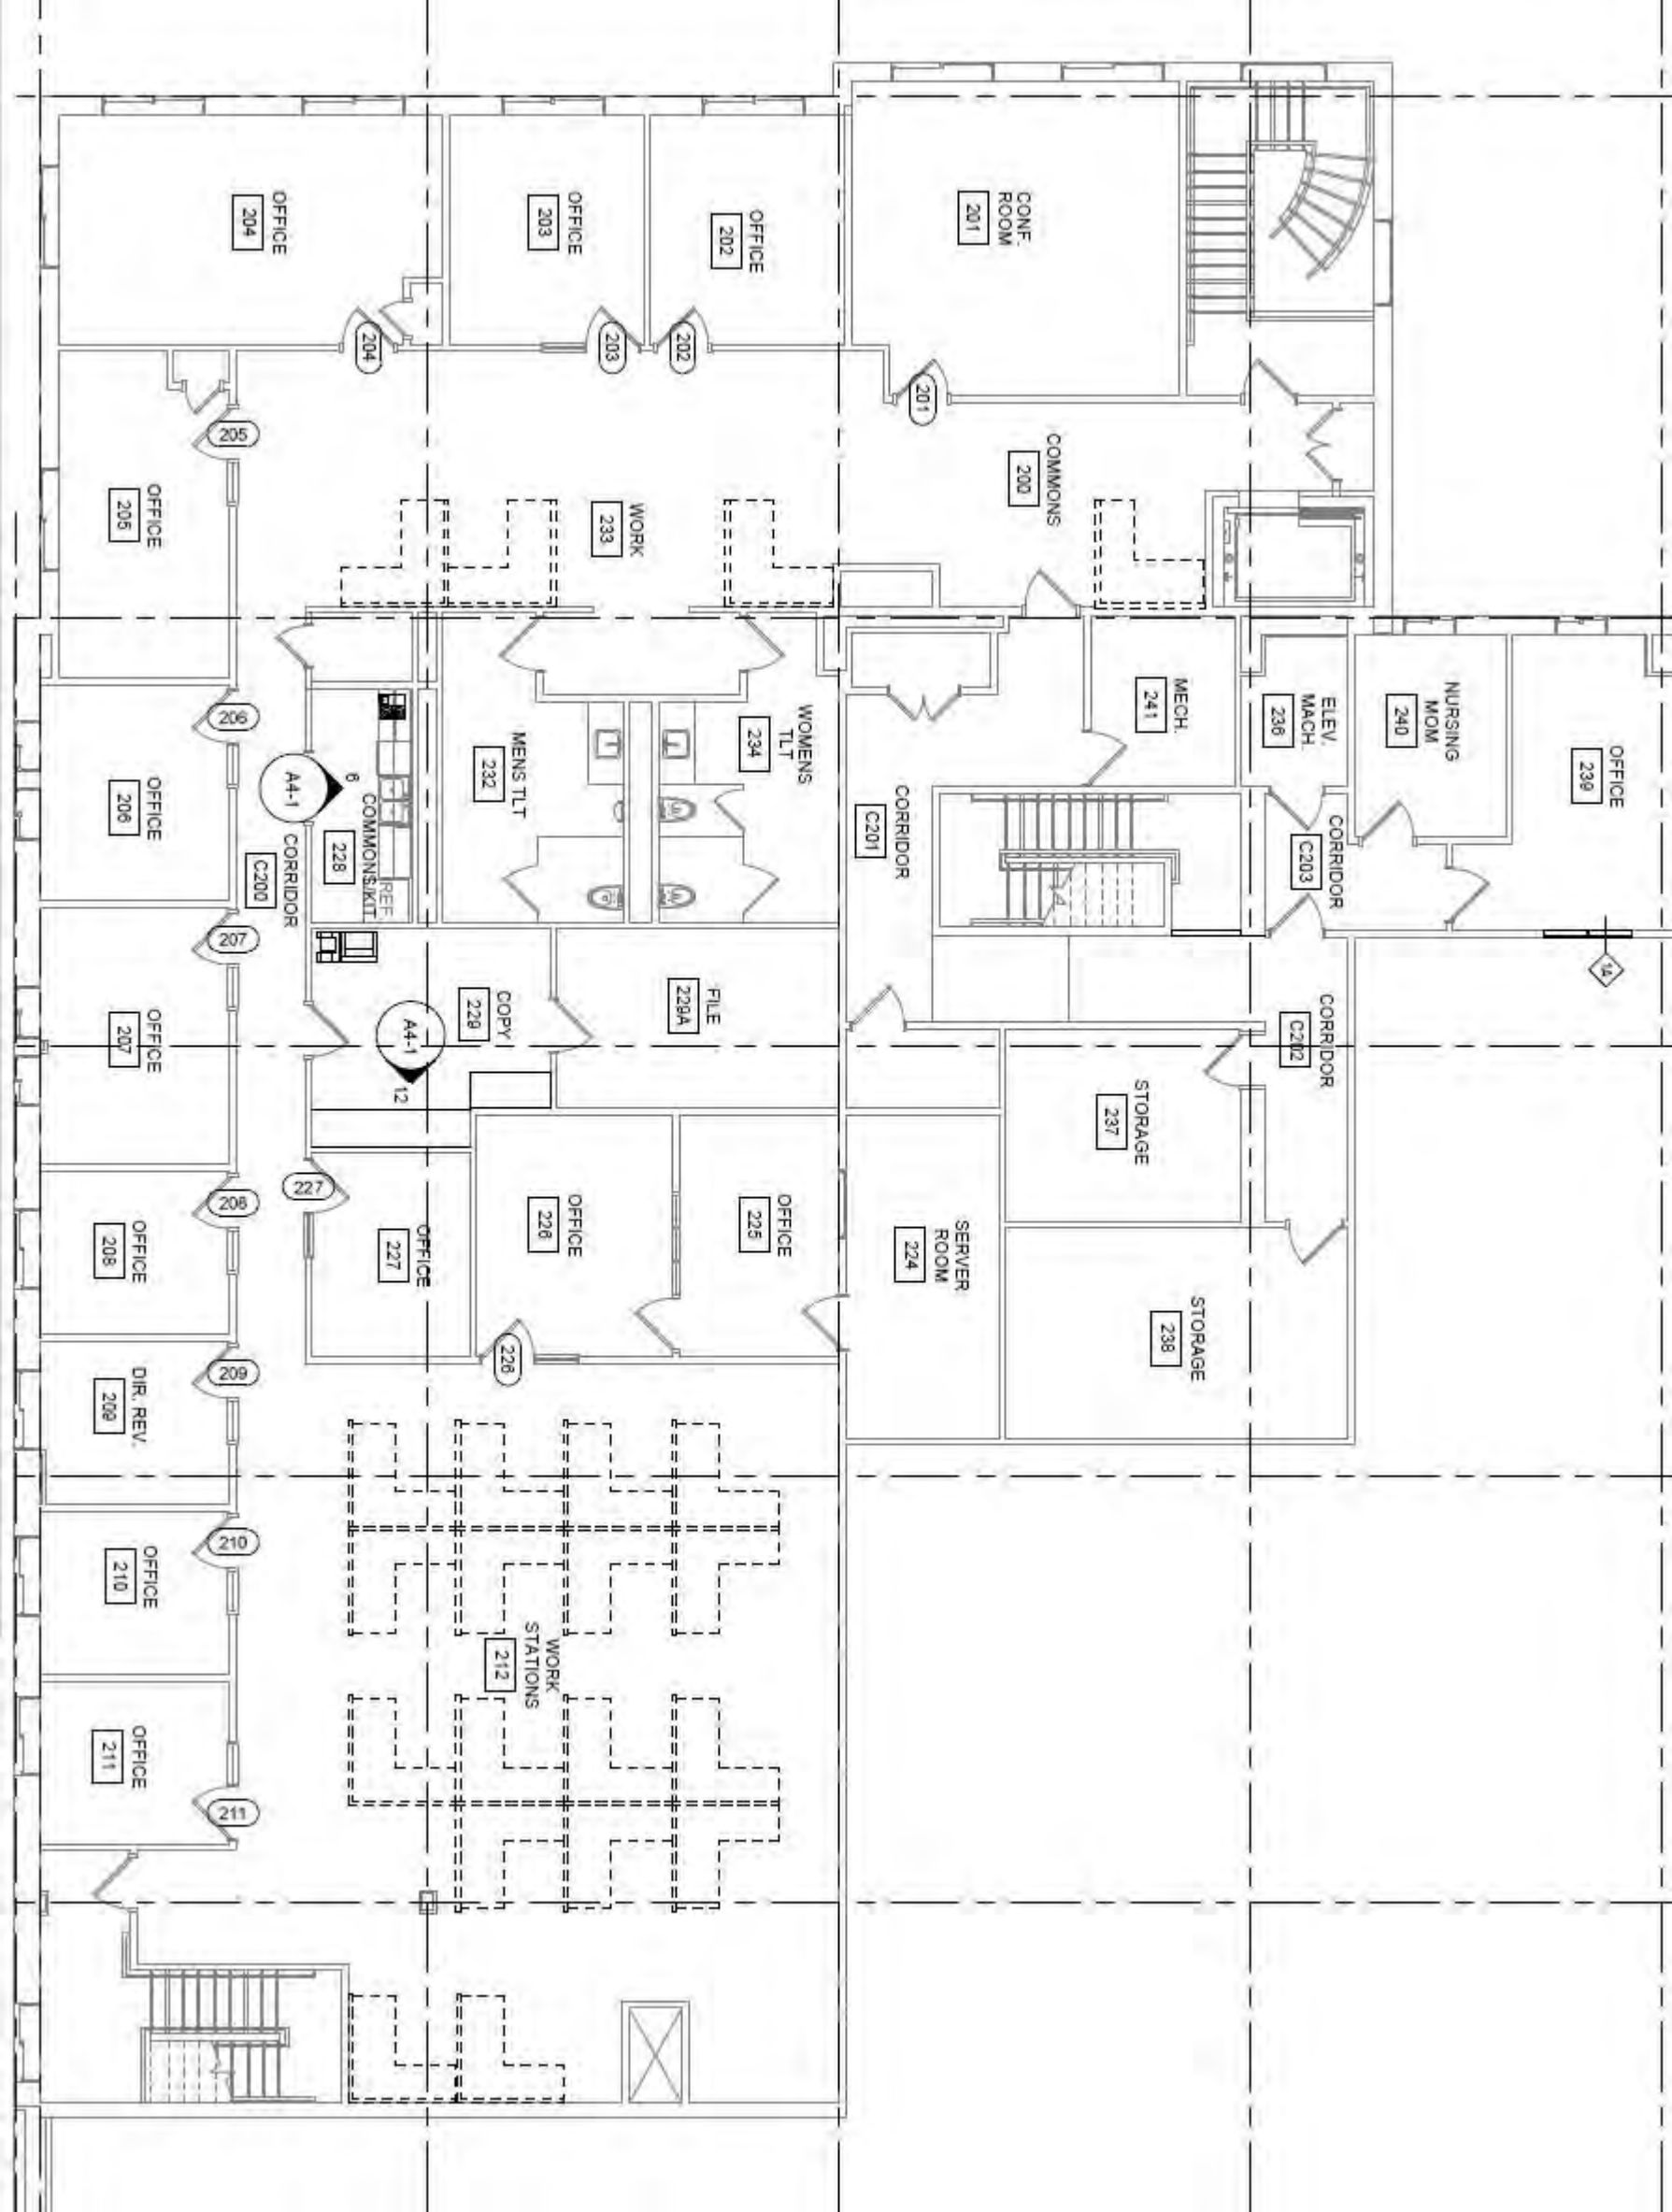 OFFICE
204
OFFICE
203
OFFICE
202
CONF.
ROOM
201
204
203
202
201
205
OFFICE
205
WORK
233
COMMONS
200
206
OFFICE
206
A4-1
6
COMMONS/KIT.
228
REF.
CORRIDOR
C200
MENS TLT
232
WOMENS
TLT
234
MECH.
241
ELEV.
MACH.
236
NURSING
MOM
240
OFFICE
239
CORRIDOR
C201
CORRIDOR
C203
1A
207
OFFICE
207
COPY
229
A4-1
12
FILE
229A
CORRIDOR
C202
STORAGE
237
208
OFFICE
208
227
OFFICE
227
OFFICE
226
OFFICE
225
SERVER
ROOM
224
STORAGE
238
226
209
DIR. REV.
209
210
OFFICE
210
WORK
STATIONS
212
OFFICE
211
211